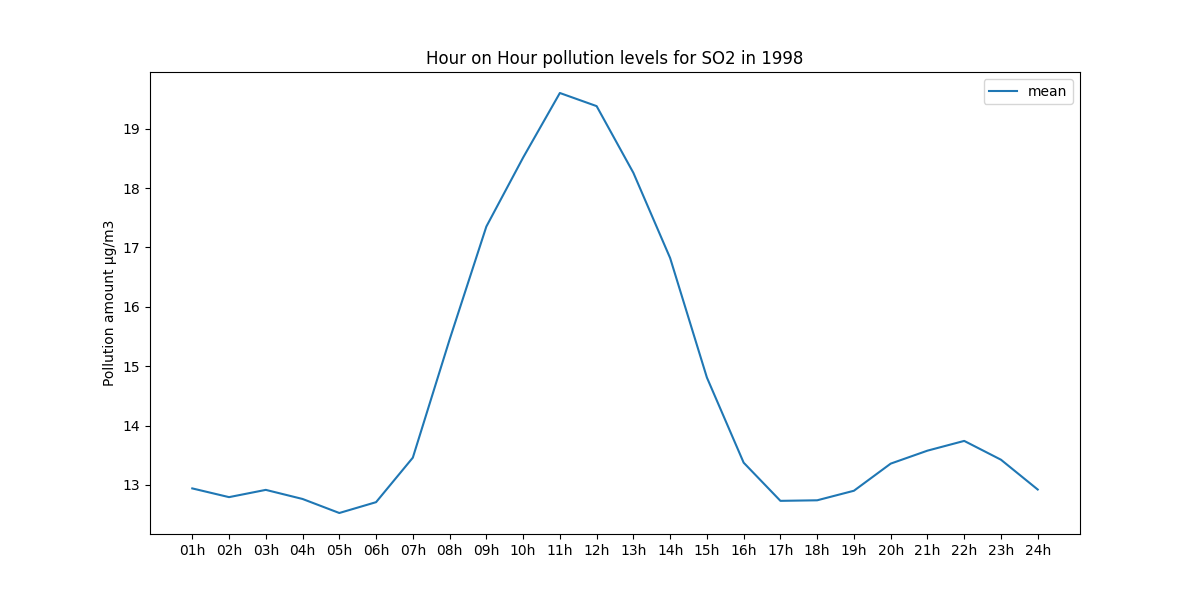 Hour on Hour pollution levels for SO2 in 1998
mean
Pollution amount µg/m3
19
18
17
16
15
14
13
01h 02h 03h 04h 05h 06h 07h 08h 09h 10h 11h 12h 13h 14h 15h 16h 17h 18h 19h 20h 21h 22h 23h 24h